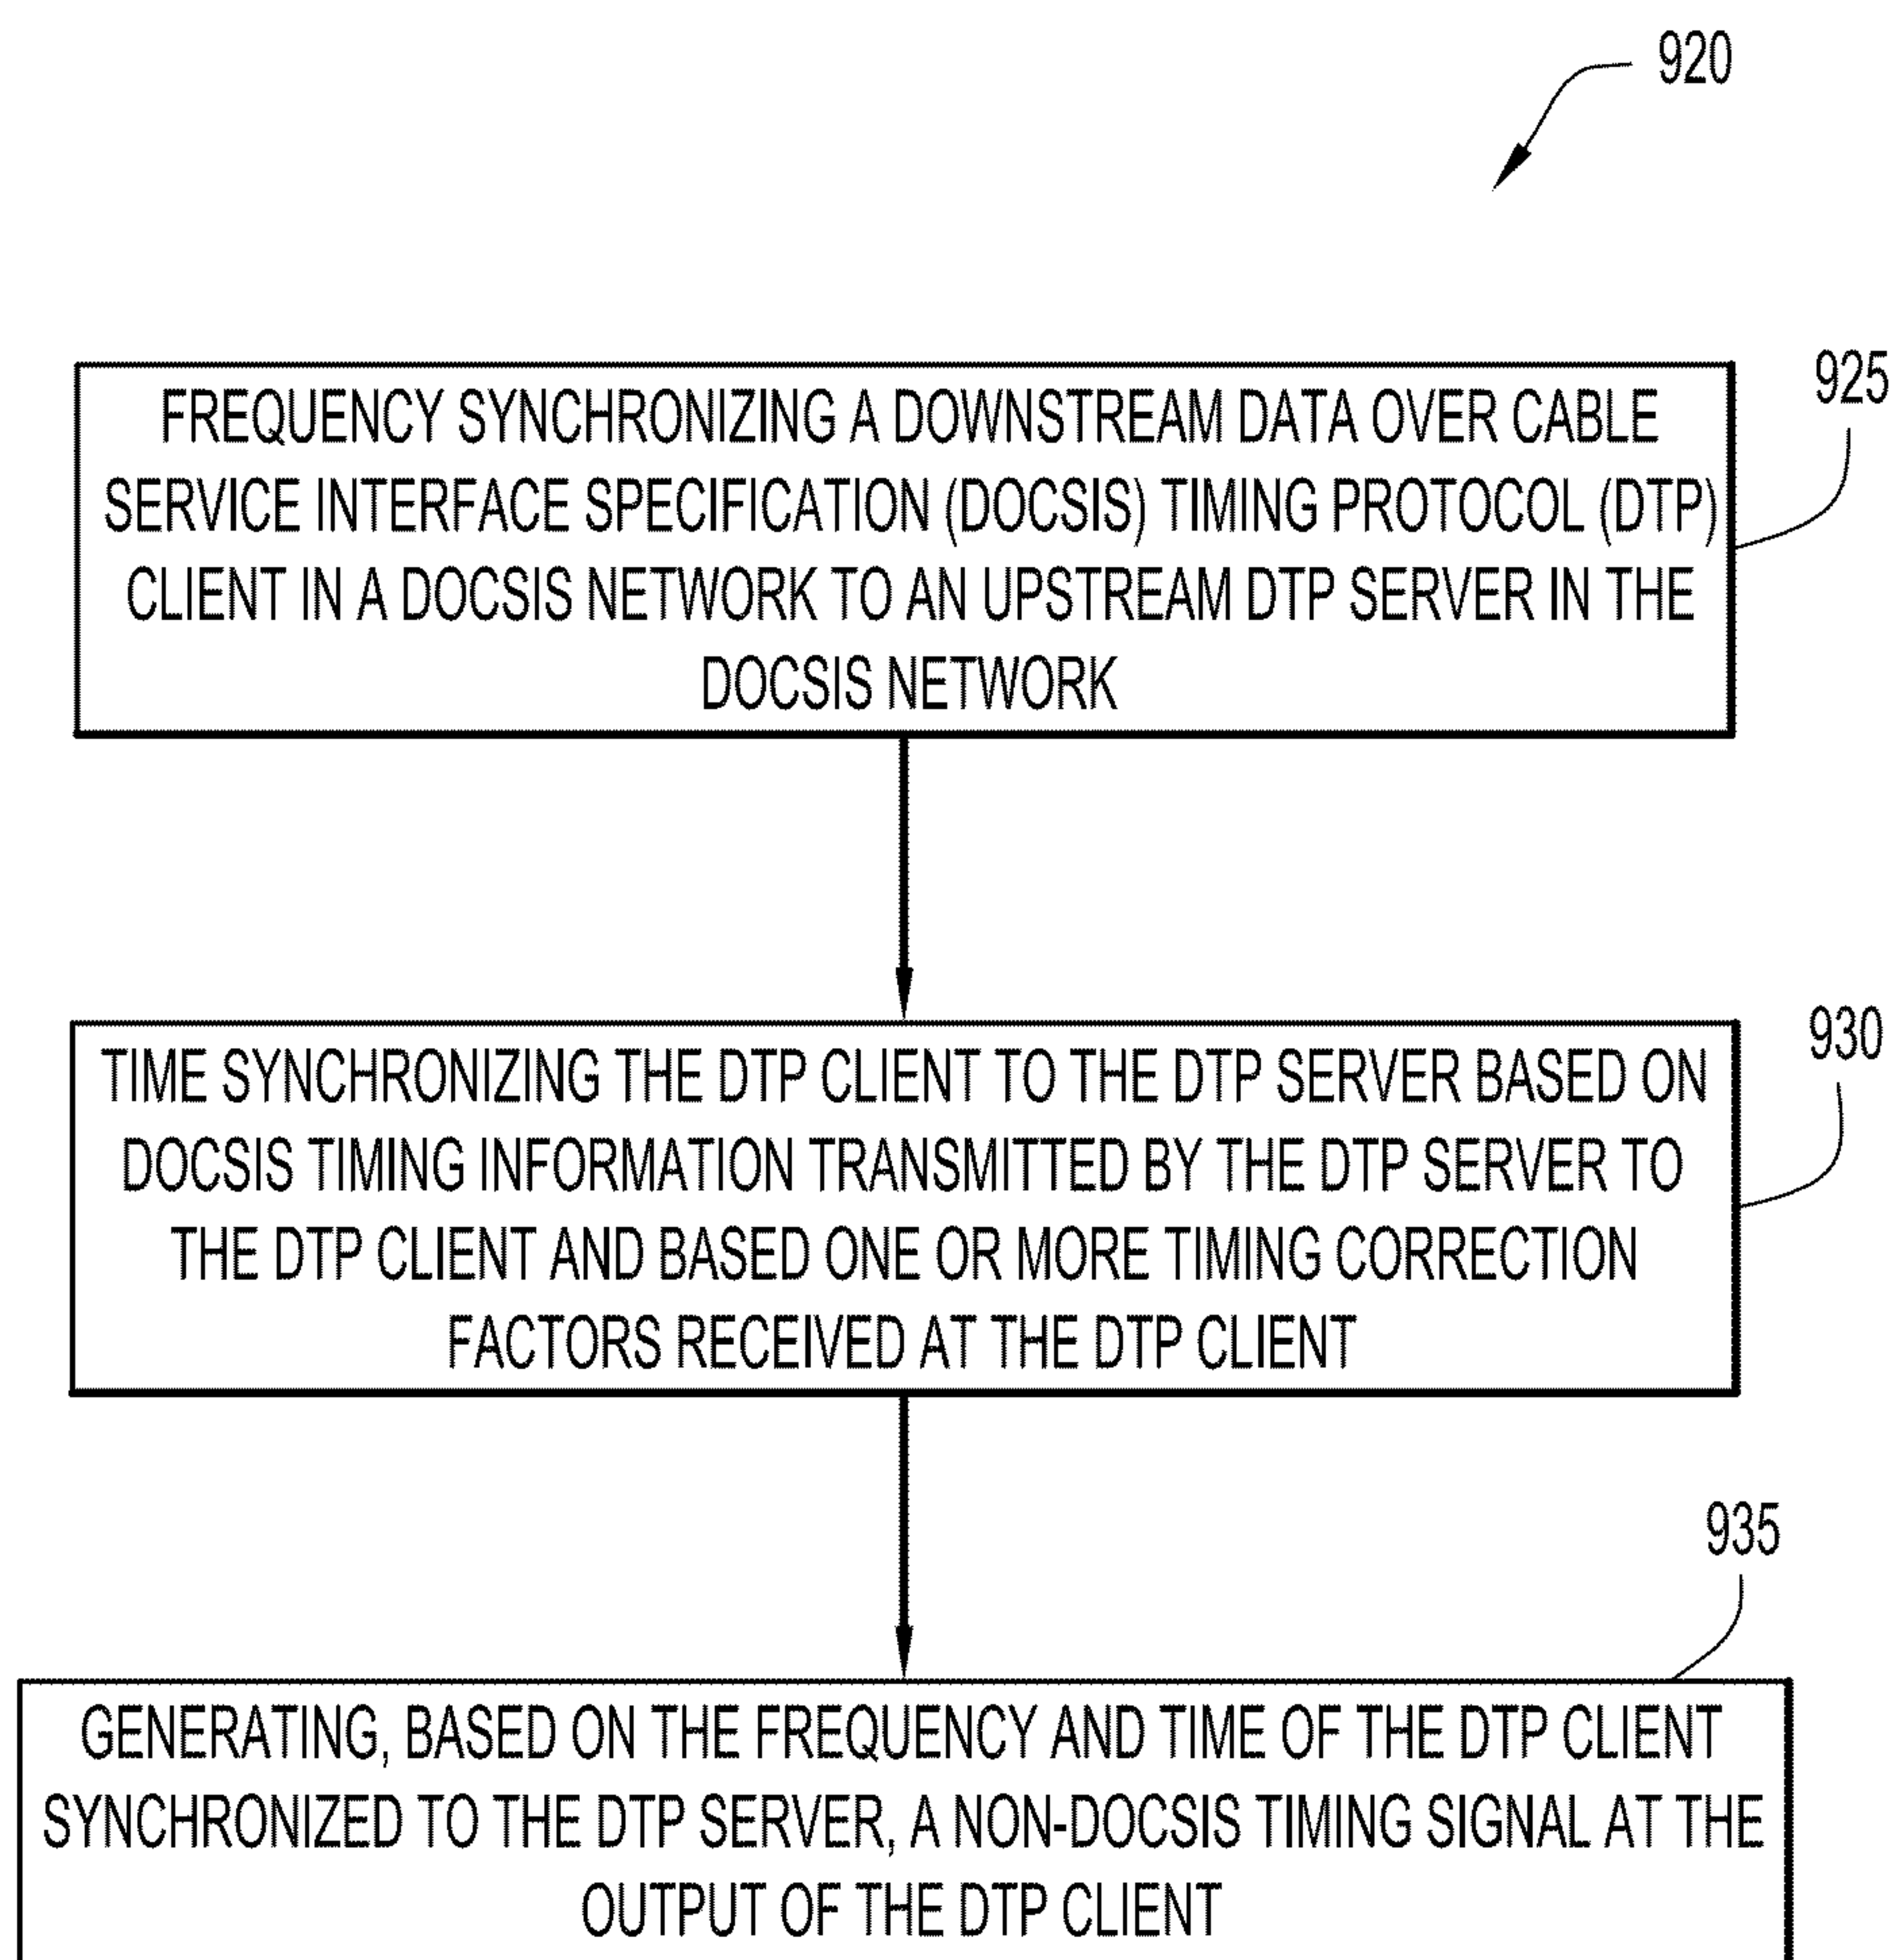 920
925
FREQUENCY SYNCHRONIZING A DOWNSTREAM DATA OVER CABLE
SERVICE INTERFACE SPECIFICATION (DOCSIS) TIMING PROTOCOL (DTP)
CLIENT IN A DOCSIS NETWORK TO AN UPSTREAM DTP SERVER IN THE
DOCSIS NETWORK
930
TIME SYNCHRONIZING THE DTP CLIENT TO THE DTP SERVER BASED ON
DOCSIS TIMING INFORMATION TRANSMITTED BY THE DTP SERVER TO
THE DTP CLIENT AND BASED ONE OR MORE TIMING CORRECTION
FACTORS RECEIVED AT THE DTP CLIENT
935
GENERATING, BASED ON THE FREQUENCY AND TIME OF THE DTP CLIENT
SYNCHRONIZED TO THE DTP SERVER, A NON-DOCSIS TIMING SIGNAL AT THE
OUTPUT OF THE DTP CLIENT